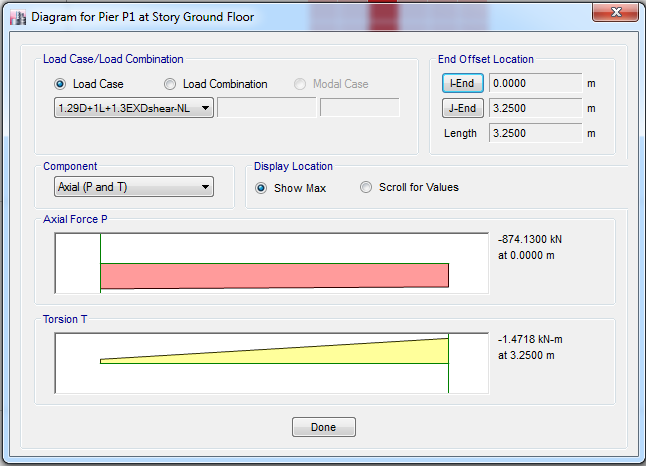 Diagram for Pier P1 at Story Ground Floor
Load Case/Load Combination
Load Case
Load Combination
Modal Case
1.29D+1L+1.3EXDshear-NL
End Offset Location
I-End
0.0000
m
J-End
3.2500
m
Length
3.2500
m
Component
Axial (P and T)
Display Location
Show Max
Scroll for Values
Axial Force P
-874.1300 kN
at 0.0000 m
Torsion T
-1.4718 kN-m
at 3.2500 m
Done